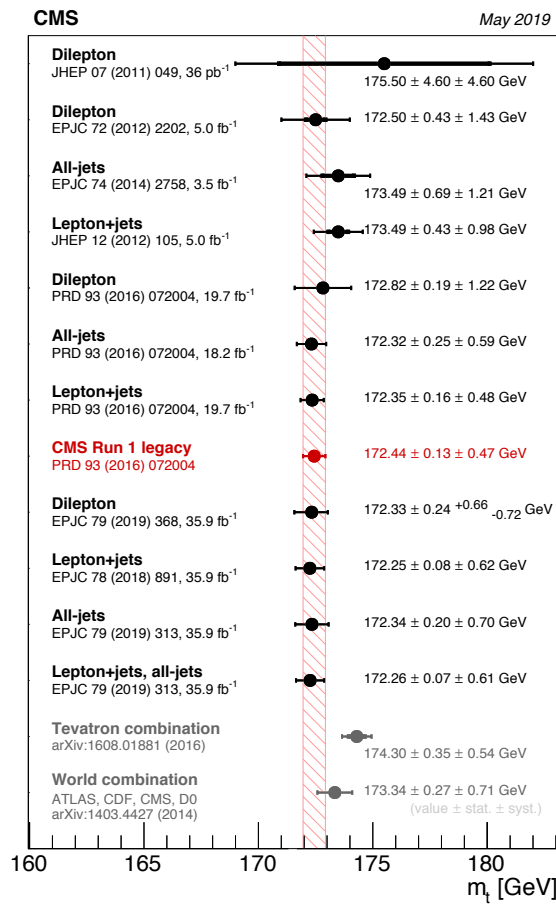 CMS May 2019
Dilepton
JHEP 07 (2011) 049, 36 pb⁻¹
175.50 ± 4.60 ± 4.60 GeV
Dilepton
EPJC 72 (2012) 2202, 5.0 fb⁻¹
172.50 ± 0.43 ± 1.43 GeV
All-jets
EPJC 74 (2014) 2758, 3.5 fb⁻¹
173.49 ± 0.69 ± 1.21 GeV
Lepton+jets
JHEP 12 (2012) 105, 5.0 fb⁻¹
173.49 ± 0.43 ± 0.98 GeV
Dilepton
PRD 93 (2016) 072004, 19.7 fb⁻¹
172.82 ± 0.19 ± 1.22 GeV
All-jets
PRD 93 (2016) 072004, 18.2 fb⁻¹
172.32 ± 0.25 ± 0.59 GeV
Lepton+jets
PRD 93 (2016) 072004, 19.7 fb⁻¹
172.35 ± 0.16 ± 0.48 GeV
CMS Run 1 legacy
PRD 93 (2016) 072004
172.44 ± 0.13 ± 0.47 GeV
Dilepton
EPJC 79 (2019) 368, 35.9 fb⁻¹
172.33 ± 0.24 +0.66 -0.72 GeV
Lepton+jets
EPJC 78 (2018) 891, 35.9 fb⁻¹
172.25 ± 0.08 ± 0.62 GeV
All-jets
EPJC 79 (2019) 313, 35.9 fb⁻¹
172.34 ± 0.20 ± 0.70 GeV
Lepton+jets, all-jets
EPJC 79 (2019) 313, 35.9 fb⁻¹
172.26 ± 0.07 ± 0.61 GeV
Tevatron combination
arXiv:1608.01881 (2016)
174.30 ± 0.35 ± 0.54 GeV
World combination
ATLAS, CDF, CMS, D0
arXiv:1403.4427 (2014)
173.34 ± 0.27 ± 0.71 GeV
(value ± stat. ± syst.)
160 165 170 175 180
m_t [GeV]